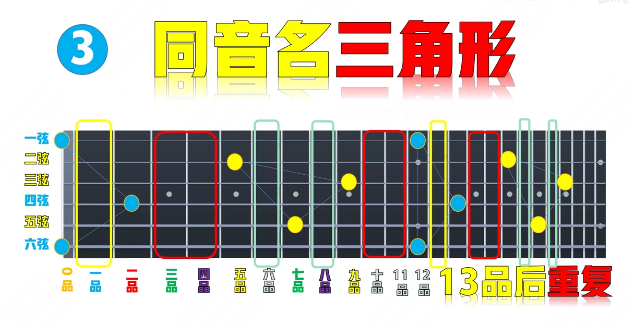 3
同音名三角形
一弦
二弦
三弦
四弦
五弦
六弦
0品 一品 二品 三品 四品 五品 六品 七品 八品 九品 十品 11品 12品
13品后重复